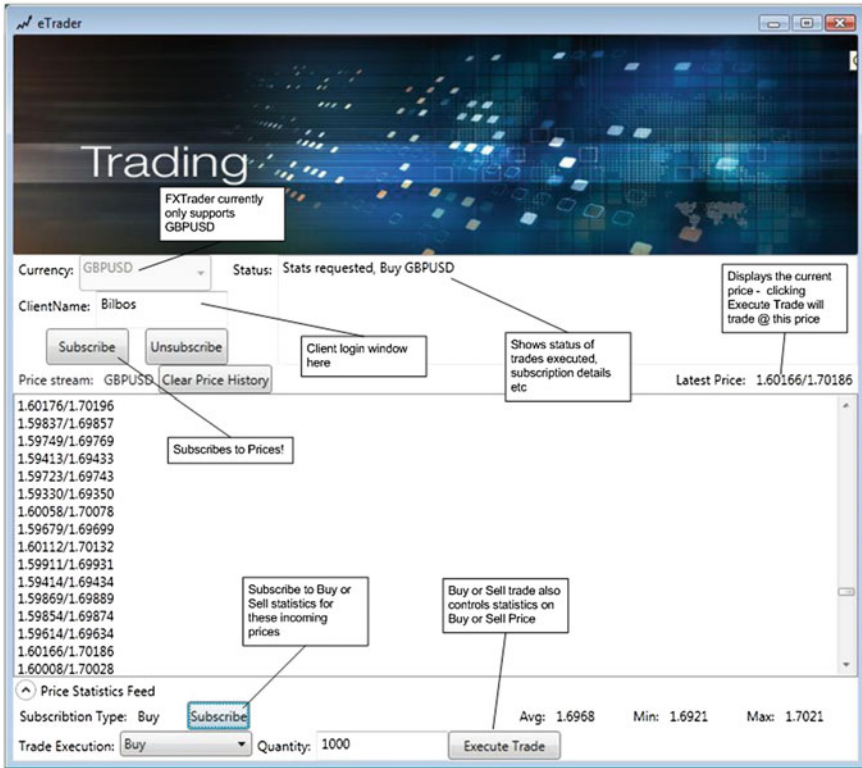 eTrader
Trading
FXTrader currently
only supports
GBPUSD
Currency: GBPUSD
Status: Stats requested, Buy GBPUSD
Displays the current
price - clicking
Execute Trade will
trade @ this price
ClientName: Bilbos
Subscribe Unsubscribe
Client login window
here
Shows status of
trades executed,
subscription details
etc
Price stream: GBPUSD Clear Price History
Latest Price: 1.60166/1.70186
1.60176/1.70196
1.59837/1.69857
1.59749/1.69769
1.59413/1.69433
1.59723/1.69743
1.59330/1.69350
1.60058/1.70078
1.59679/1.69699
1.60112/1.70132
1.59911/1.69931
1.59414/1.69434
1.59869/1.69889
1.59854/1.69874
1.59614/1.69634
1.60166/1.70186
1.60008/1.70028
Subscribes to Prices!
Subscribe to Buy or
Sell statistics for
these incoming
prices
Buy or Sell trade also
controls statistics on
Buy or Sell Price
Price Statistics Feed
Subscribtion Type: Buy Subscribe Avg: 1.6968 Min: 1.6921 Max: 1.7021
Trade Execution: Buy Quantity: 1000 Execute Trade